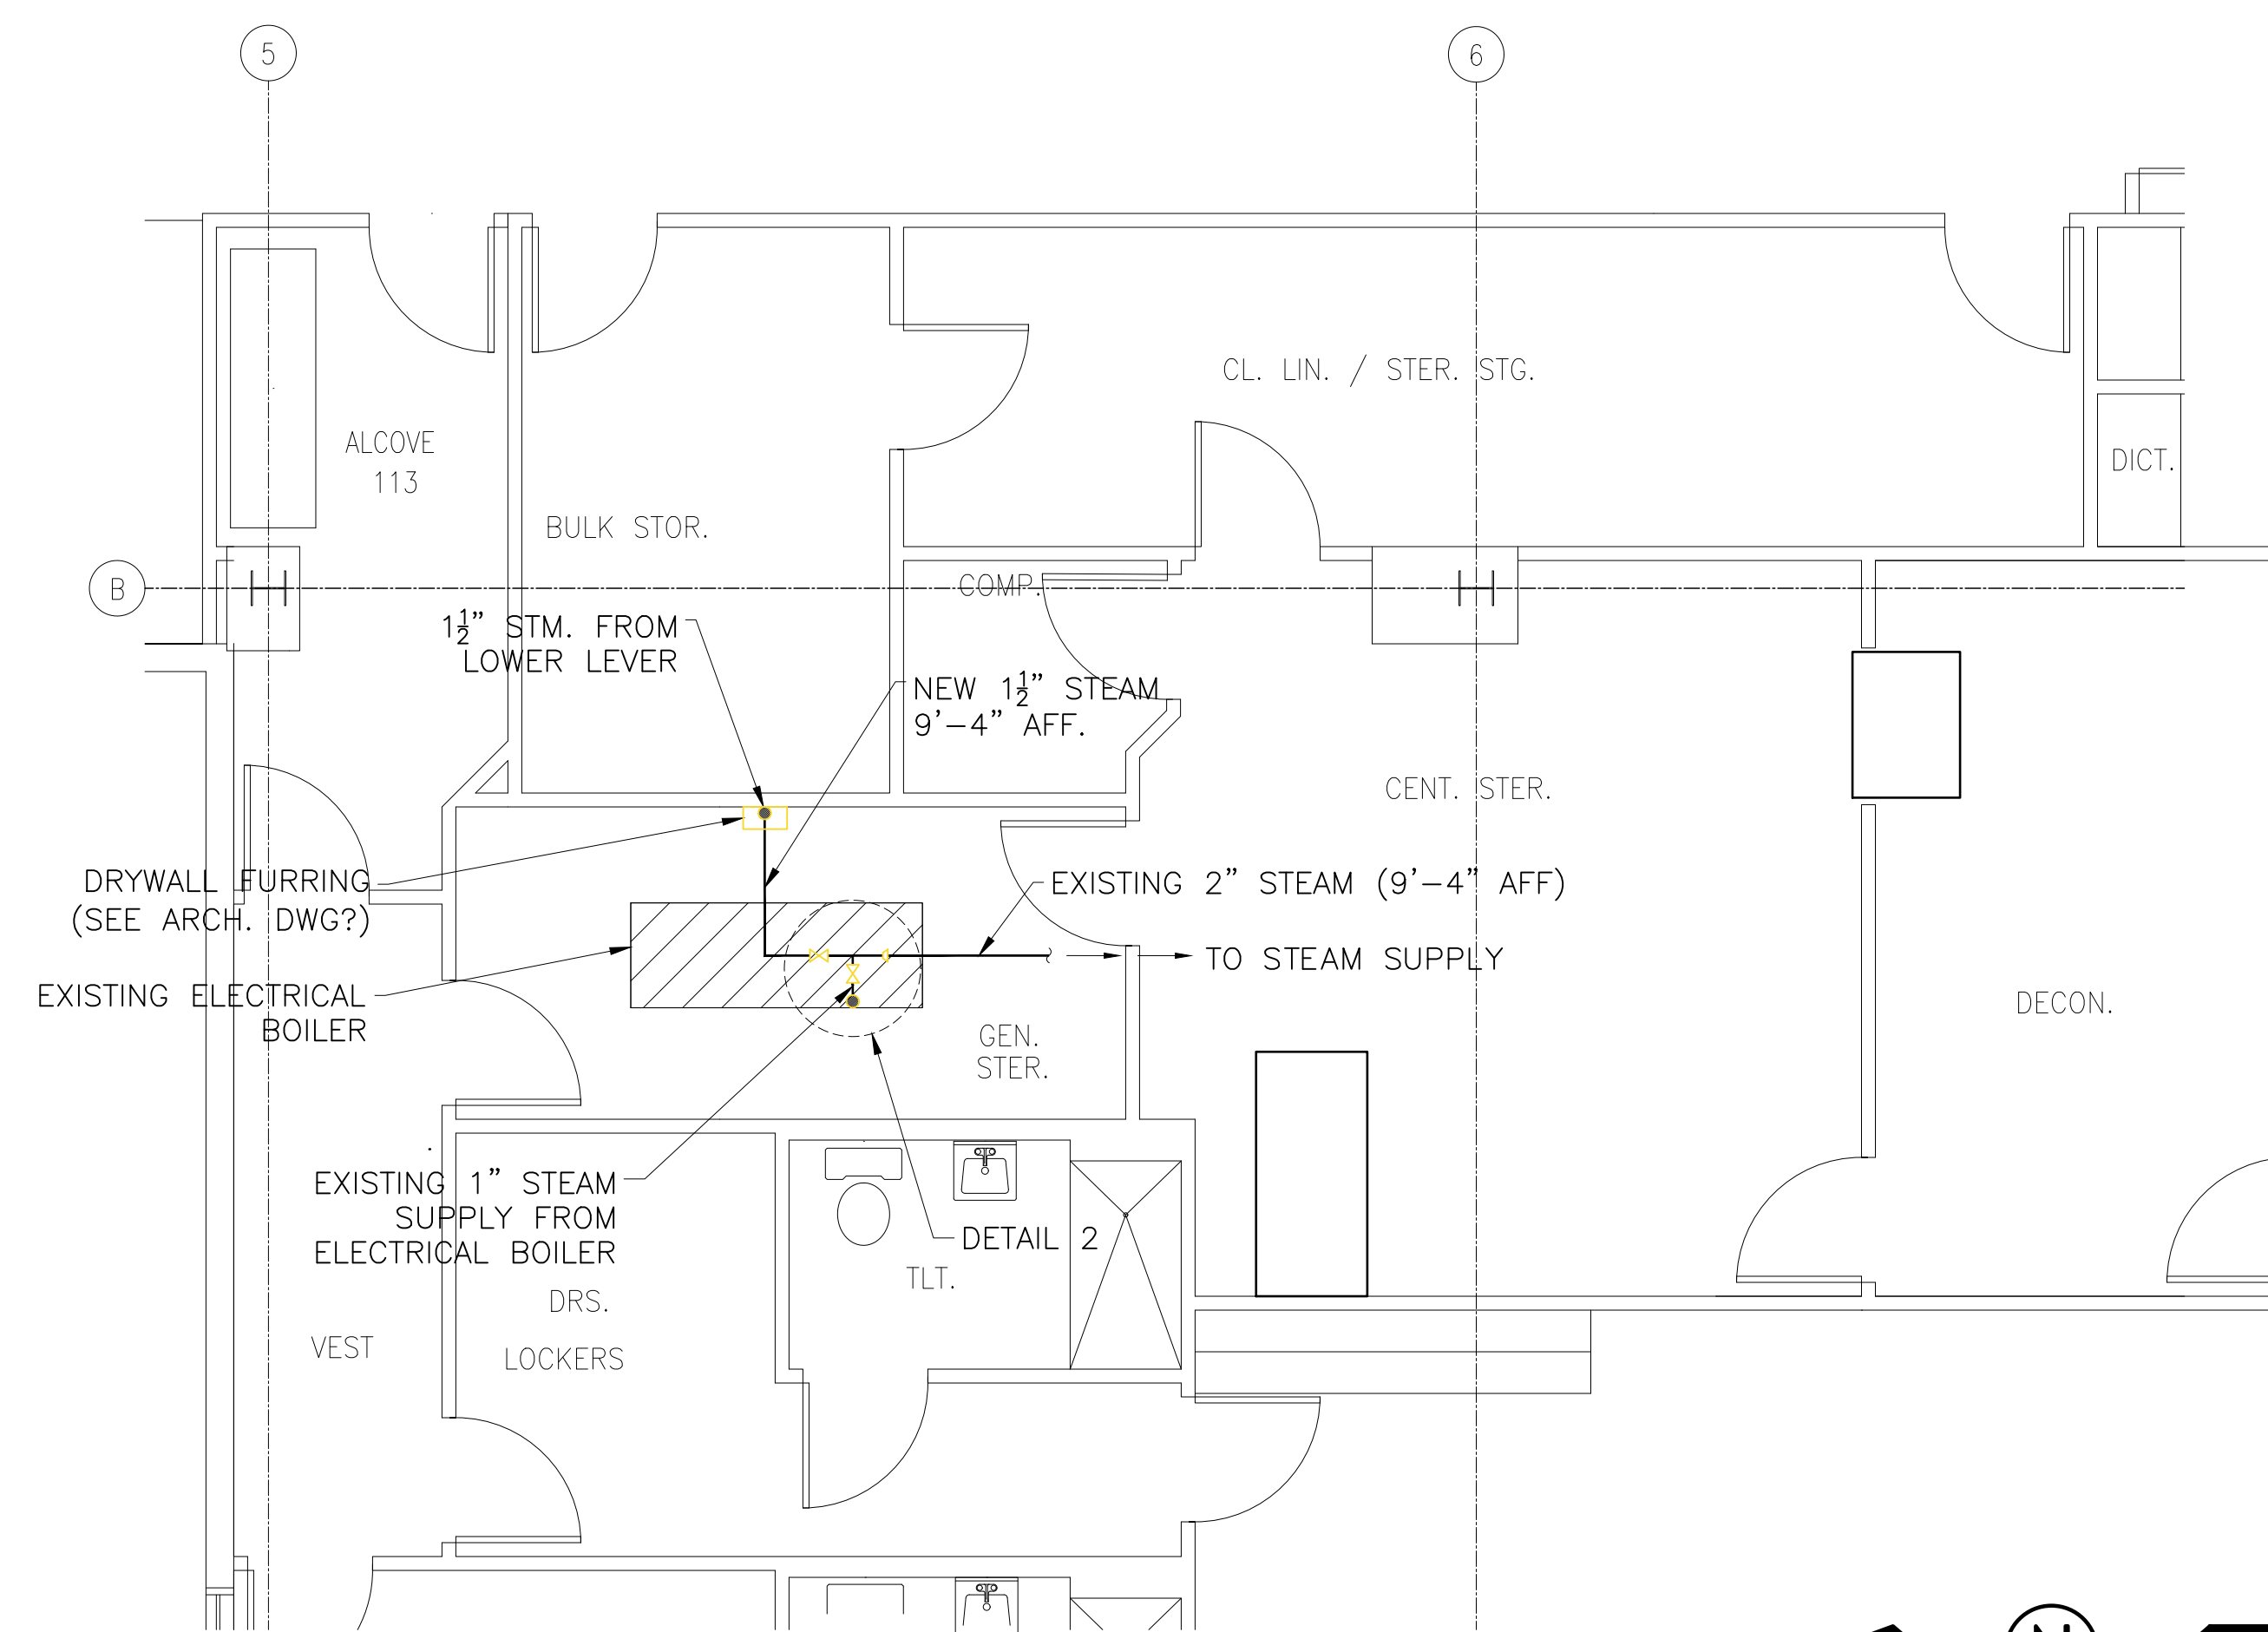 5
6
CL. LIN. / STER. STG.
ALCOVE
113
DICT.
BULK STOR.
B
COMP.
1½” STM. FROM
LOWER LEVER
NEW 1½” STEAM
9’-4” AFF.
CENT. STER.
DRYWALL FURRING
(SEE ARCH. DWG?)
EXISTING 2” STEAM (9’-4” AFF)
TO STEAM SUPPLY
EXISTING ELECTRICAL
BOILER
DECON.
GEN.
STER.
EXISTING 1” STEAM
SUPPLY FROM
ELECTRICAL BOILER
DETAIL 2
TLT.
DRS.
LOCKERS
VEST
N